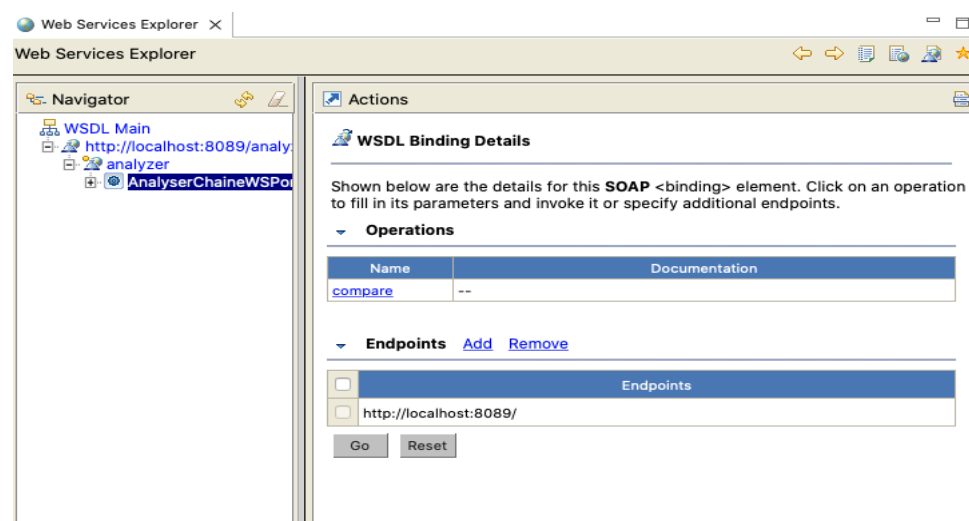 Web Services Explorer
Web Services Explorer
Navigator
WSDL Main
http://localhost:8089/analy
analyzer
AnalyserChaineWSPor
Actions
WSDL Binding Details
Shown below are the details for this SOAP <binding> element. Click on an operation
to fill in its parameters and invoke it or specify additional endpoints.
Operations
Name Documentation
compare --
Endpoints Add Remove
Endpoints
http://localhost:8089/
Go Reset